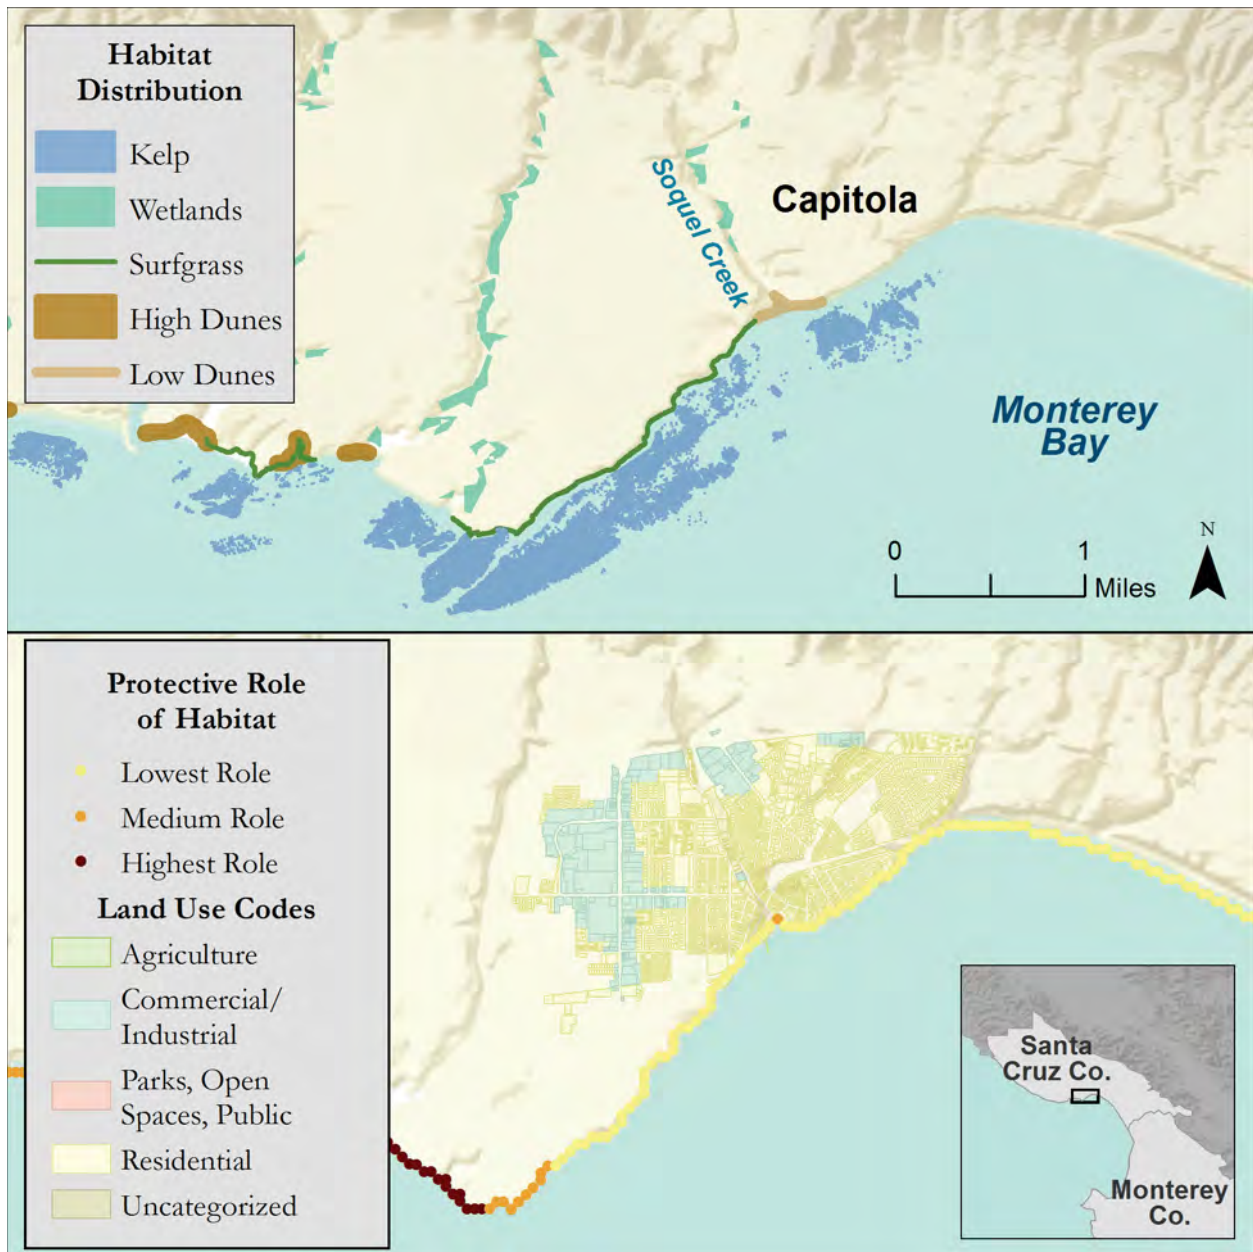 Habitat
Distribution
Kelp
Wetlands
Surfgrass
High Dunes
Low Dunes
Soquel Creek
Capitola
Monterey
Bay
0 1
Miles
N
Protective Role
of Habitat
Lowest Role
Medium Role
Highest Role
Land Use Codes
Agriculture
Commercial/
Industrial
Parks, Open
Spaces, Public
Residential
Uncategorized
Santa
Cruz Co.
Monterey
Co.